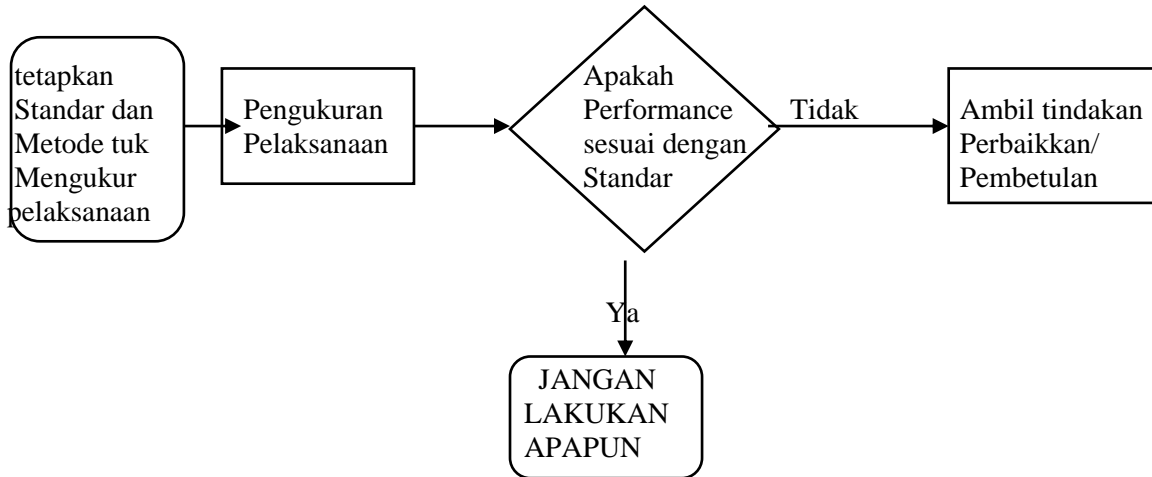 tetapkan
Standar dan
Metode tuk
Mengukur
pelaksanaan
Pengukuran
Pelaksanaan
Apakah
Performance
sesuai dengan
Standar
Tidak
Ambil tindakan
Perbaikkan/
Pembetulan
Ya
JANGAN
LAKUKAN
APAPUN